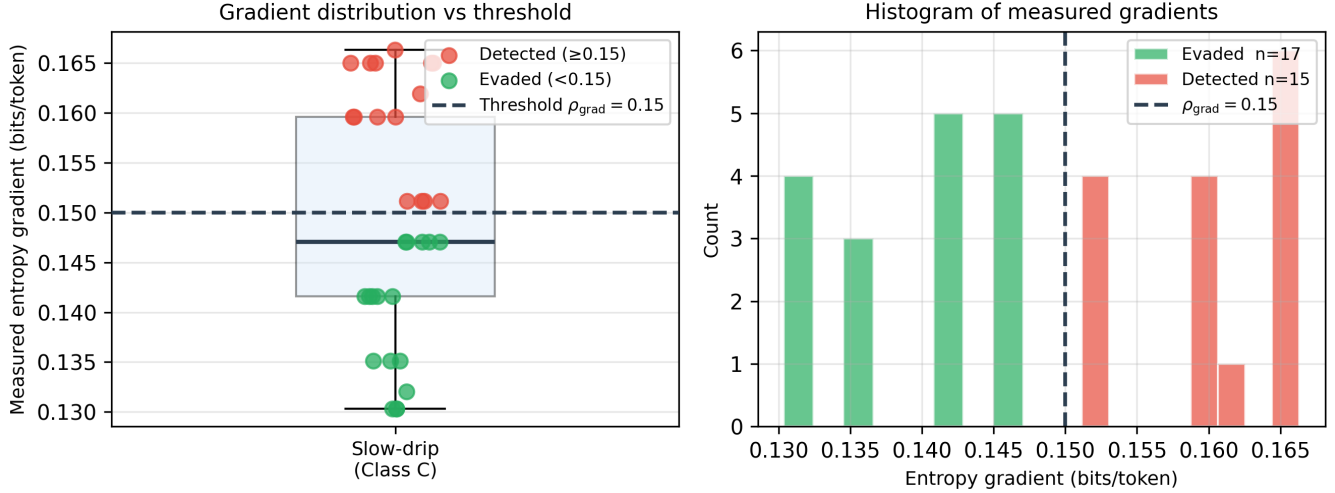 Gradient distribution vs threshold
Measured entropy gradient (bits/token)
0.165
0.160
0.155
0.150
0.145
0.140
0.135
0.130
Detected (≥0.15)
Evaded (<0.15)
Threshold ρgrad = 0.15
Slow-drip
(Class C)
Histogram of measured gradients
Count
6
5
4
3
2
1
0
Evaded n=17
Detected n=15
ρgrad = 0.15
0.130 0.135 0.140 0.145 0.150 0.155 0.160 0.165
Entropy gradient (bits/token)